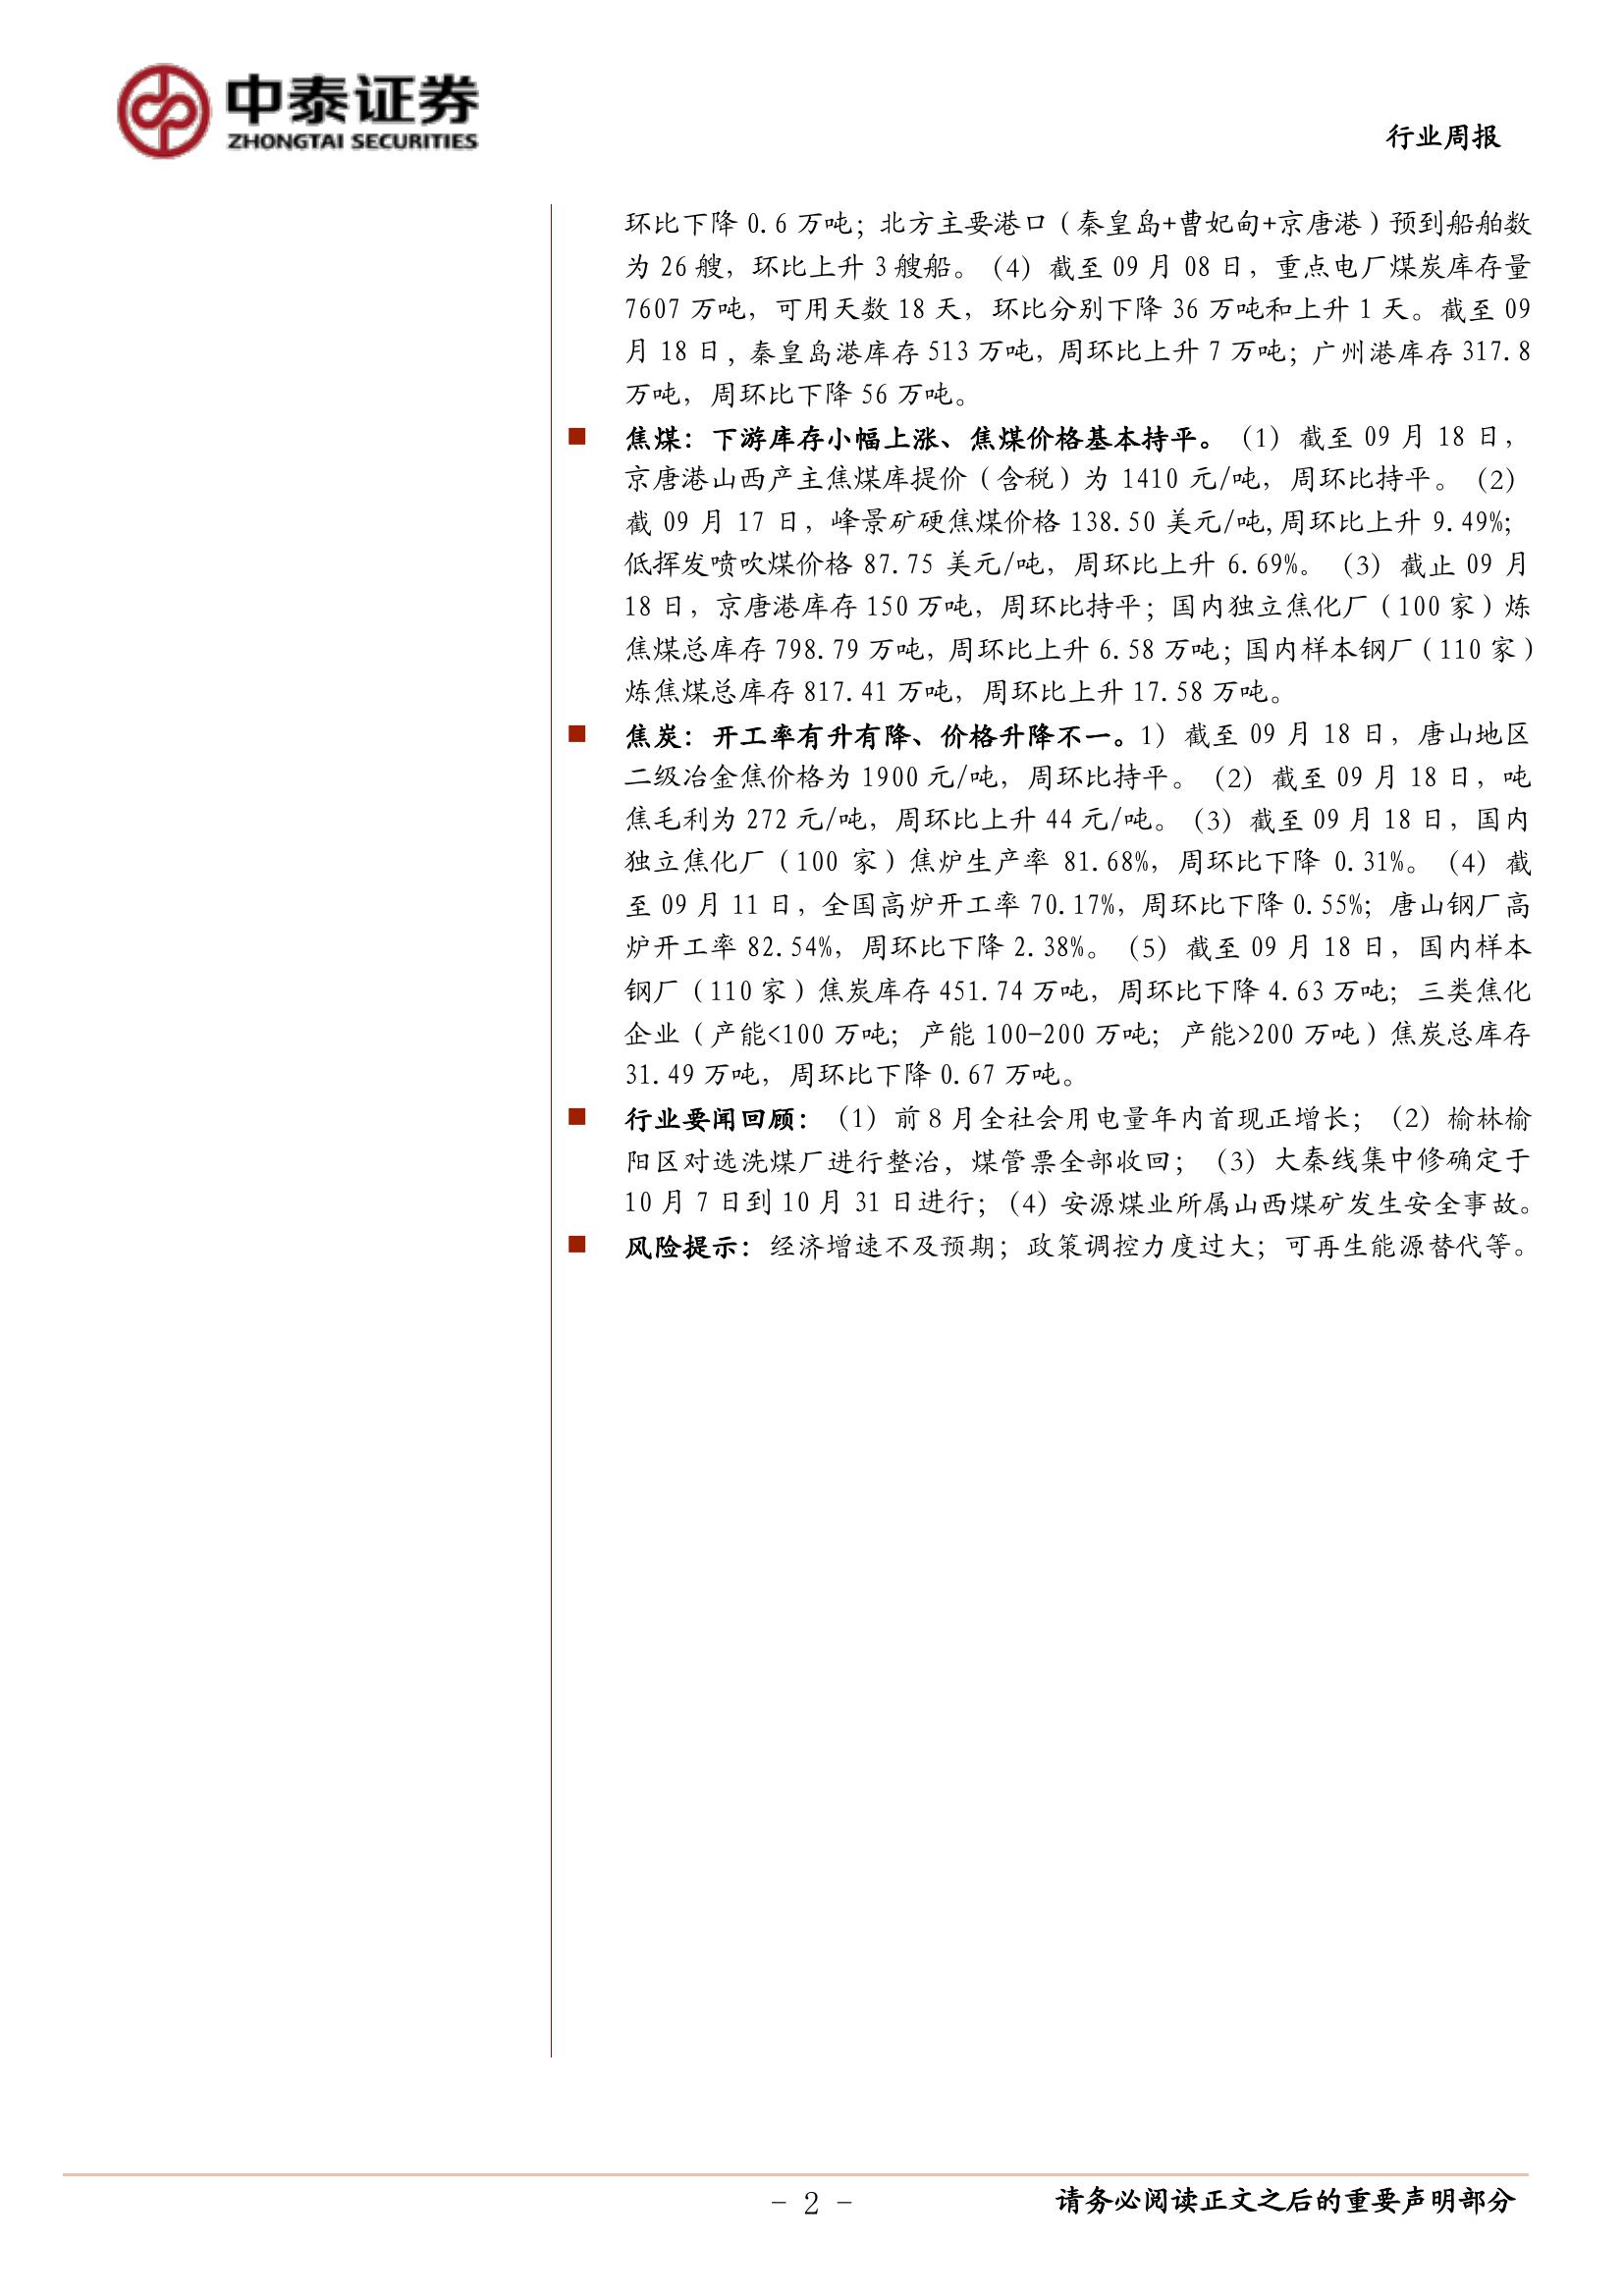 中泰证券
ZHONGTAI SECURITIES
行业周报
环比下降 0.6 万吨；北方主要港口（秦皇岛+曹妃甸+京唐港）预到船舶数
为 26 艘，环比上升 3 艘船。（4）截至 09 月 08 日，重点电厂煤炭库存量
7607 万吨，可用天数 18 天，环比分别下降 36 万吨和上升 1 天。截至 09
月 18 日，秦皇岛港库存 513 万吨，周环比上升 7 万吨；广州港库存 317.8
万吨，周环比下降 56 万吨。
■ 焦煤：下游库存小幅上涨、焦煤价格基本持平。（1）截至 09 月 18 日，
京唐港山西产主焦煤库提价（含税）为 1410 元/吨，周环比持平。（2）
截 09 月 17 日，峰景矿硬焦煤价格 138.50 美元/吨,周环比上升 9.49%;
低挥发喷吹煤价格 87.75 美元/吨，周环比上升 6.69%。（3）截止 09 月
18 日，京唐港库存 150 万吨，周环比持平；国内独立焦化厂（100 家）炼
焦煤总库存 798.79 万吨，周环比上升 6.58 万吨；国内样本钢厂（110 家）
炼焦煤总库存 817.41 万吨，周环比上升 17.58 万吨。
■ 焦炭：开工率有升有降、价格升降不一。1）截至 09 月 18 日，唐山地区
二级冶金焦价格为 1900 元/吨，周环比持平。（2）截至 09 月 18 日，吨
焦毛利为 272 元/吨，周环比上升 44 元/吨。（3）截至 09 月 18 日，国内
独立焦化厂（100 家）焦炉生产率 81.68%，周环比下降 0.31%。（4）截
至 09 月 11 日，全国高炉开工率 70.17%，周环比下降 0.55%；唐山钢厂高
炉开工率 82.54%，周环比下降 2.38%。（5）截至 09 月 18 日，国内样本
钢厂（110 家）焦炭库存 451.74 万吨，周环比下降 4.63 万吨；三类焦化
企业（产能<100 万吨；产能 100-200 万吨；产能>200 万吨）焦炭总库存
31.49 万吨，周环比下降 0.67 万吨。
■ 行业要闻回顾：（1）前 8 月全社会用电量年内首现正增长；（2）榆林榆
阳区对选洗煤厂进行整治，煤管票全部收回；（3）大秦线集中修确定于
10 月 7 日到 10 月 31 日进行；（4）安源煤业所属山西煤矿发生安全事故。
■ 风险提示：经济增速不及预期；政策调控力度过大；可再生能源替代等。
- 2 -
请务必阅读正文之后的重要声明部分